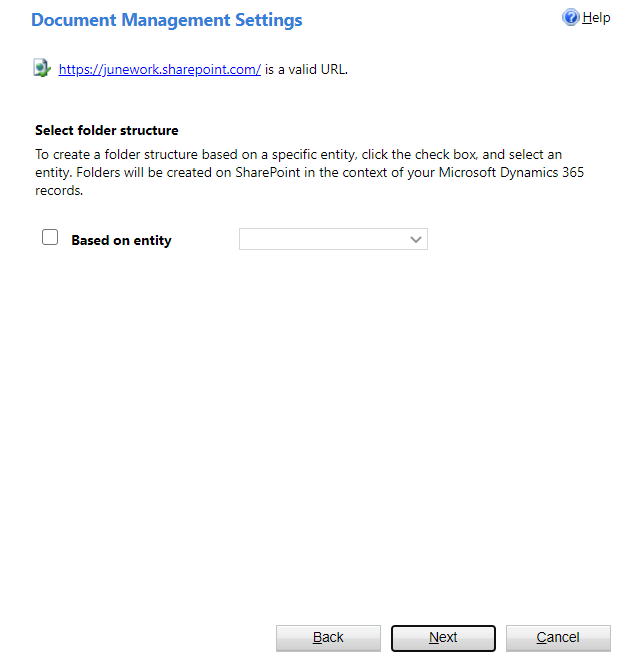 Document Management Settings
Help
https://junework.sharepoint.com/ is a valid URL.
Select folder structure
To create a folder structure based on a specific entity, click the check box, and select an
entity. Folders will be created on SharePoint in the context of your Microsoft Dynamics 365
records.
Based on entity
Back
Next
Cancel